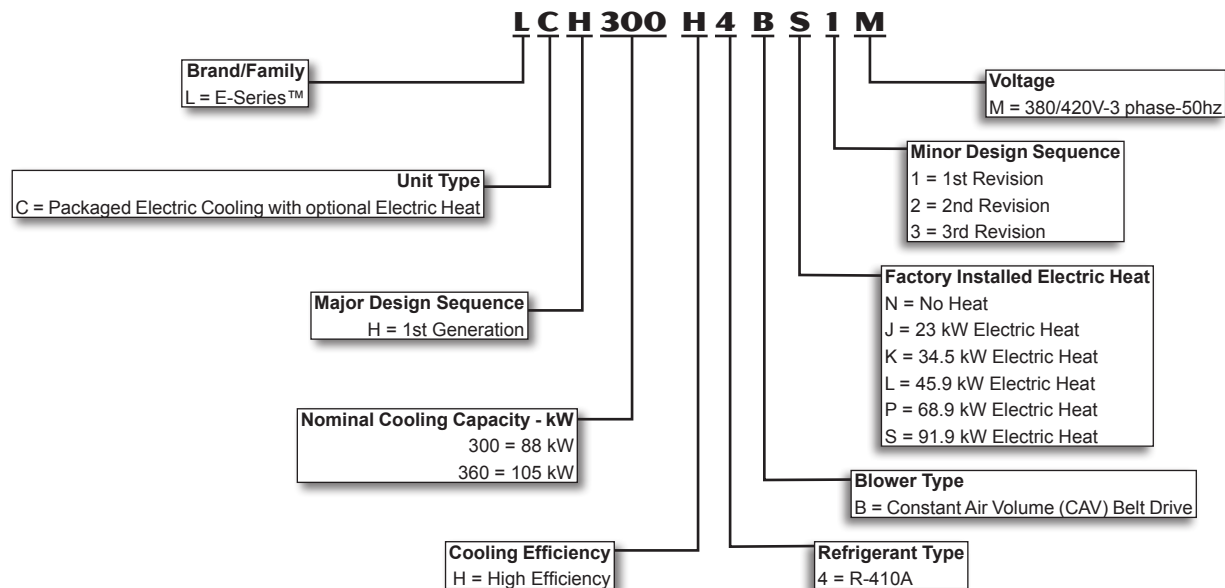 L C H 300 H 4 B S 1 M
Brand/Family
L = E-Series™
Unit Type
C = Packaged Electric Cooling with optional Electric Heat
Major Design Sequence
H = 1st Generation
Nominal Cooling Capacity - kW
300 = 88 kW
360 = 105 kW
Cooling Efficiency
H = High Efficiency
Voltage
M = 380/420V-3 phase-50hz
Minor Design Sequence
1 = 1st Revision
2 = 2nd Revision
3 = 3rd Revision
Factory Installed Electric Heat
N = No Heat
J = 23 kW Electric Heat
K = 34.5 kW Electric Heat
L = 45.9 kW Electric Heat
P = 68.9 kW Electric Heat
S = 91.9 kW Electric Heat
Blower Type
B = Constant Air Volume (CAV) Belt Drive
Refrigerant Type
4 = R-410A